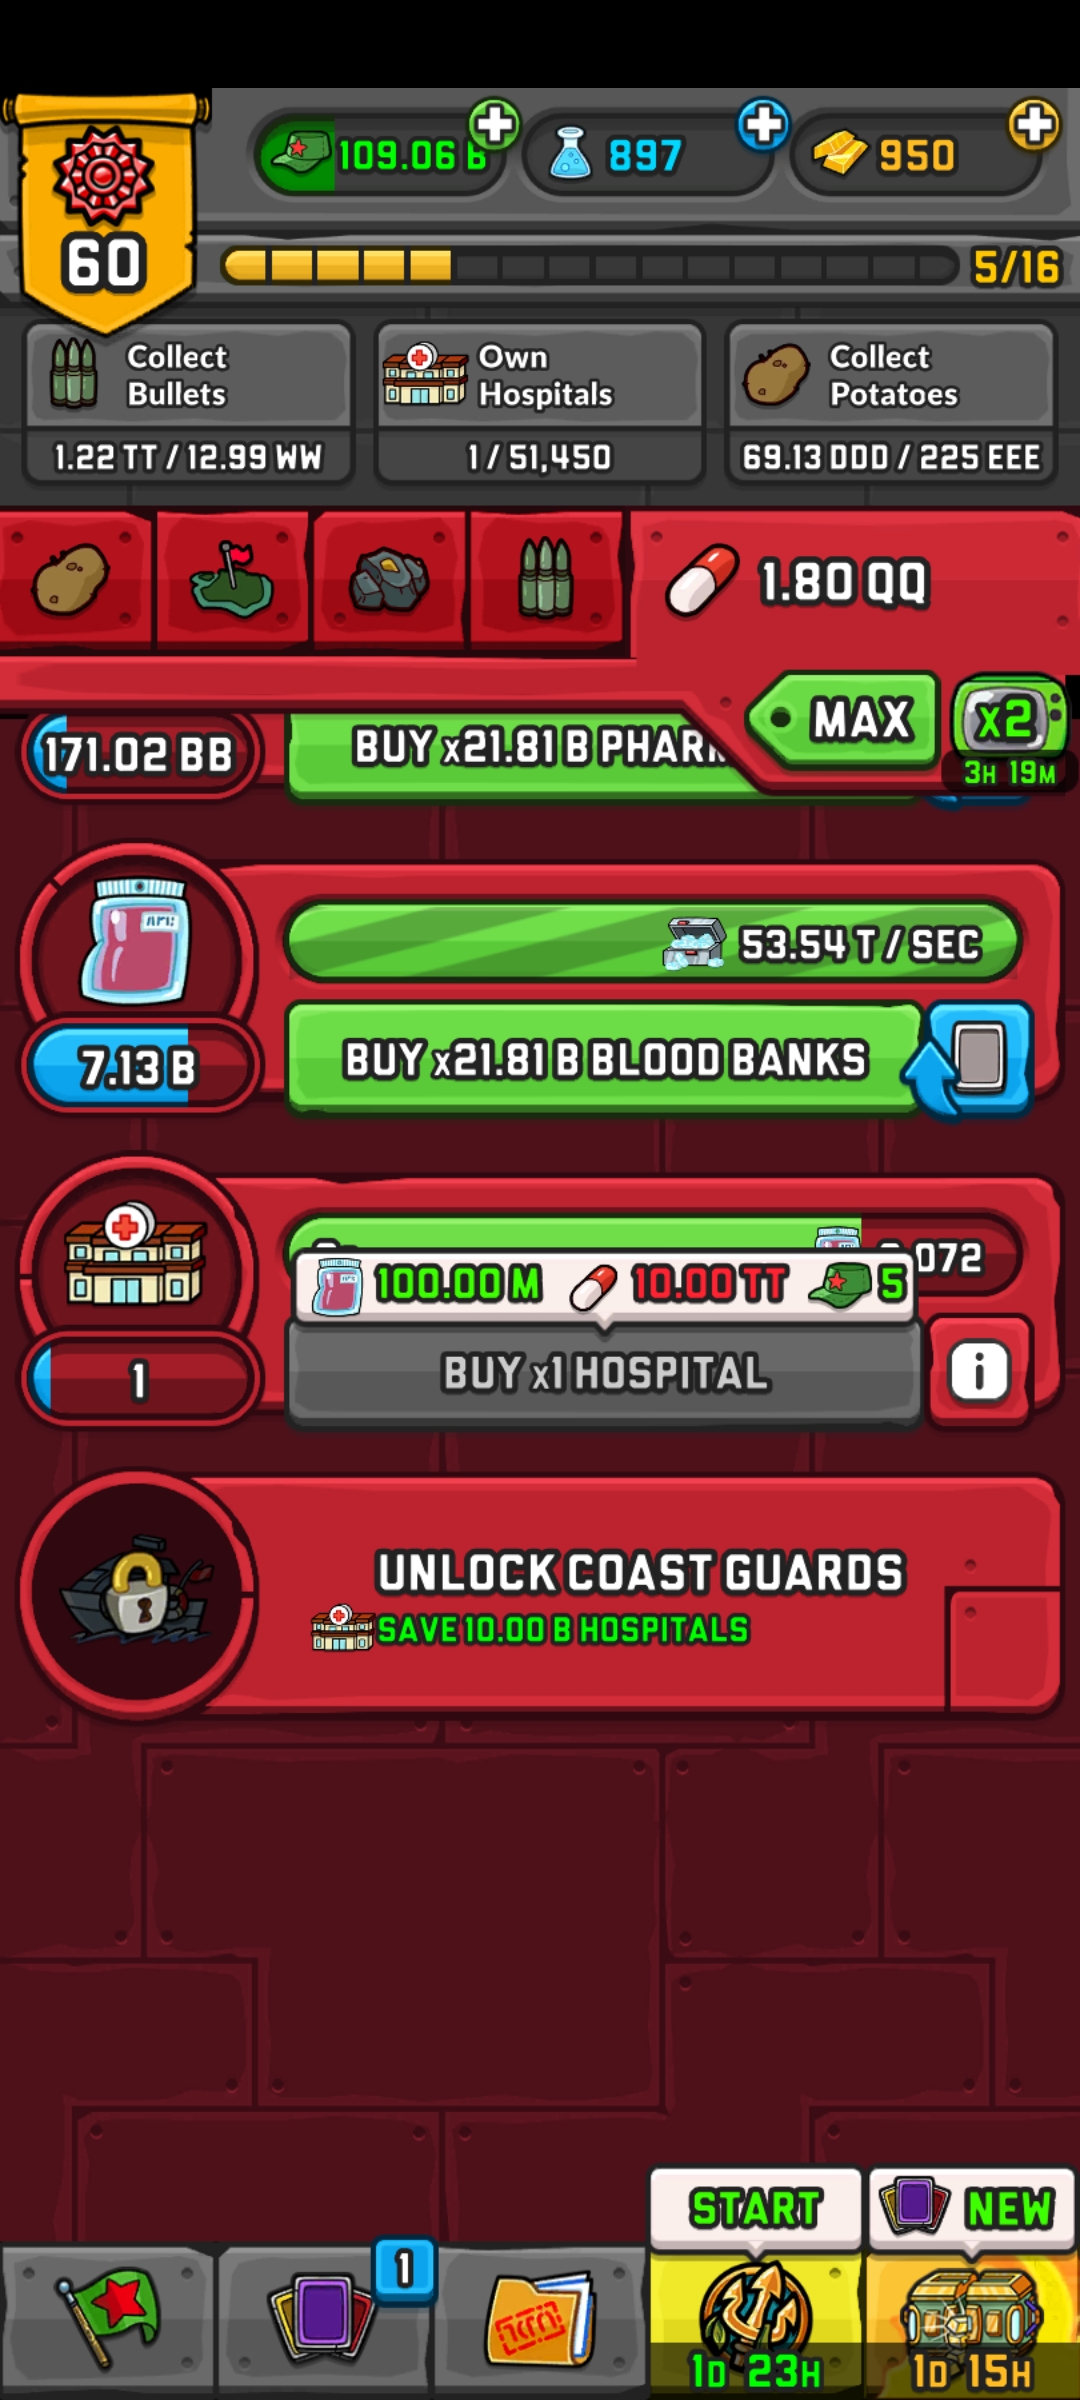 109.06 B
897
950
60
5/16
Collect
Bullets
1.22 TT / 12.99 WW
Own
Hospitals
1 / 51,450
Collect
Potatoes
69.13 DDD / 225 EEE
1.80 QQ
MAX
x2
3H 19M
171.02 BB
BUY x21.81 B
53.54 T / SEC
7.13 B
BUY x21.81 B BLOOD BANKS
072
100.00 M
10.00 TT
5
1
BUY x1 HOSPITAL
i
UNLOCK COAST GUARDS
SAVE 10.00 B HOSPITALS
START
NEW
1
1D 23H
1D 15H